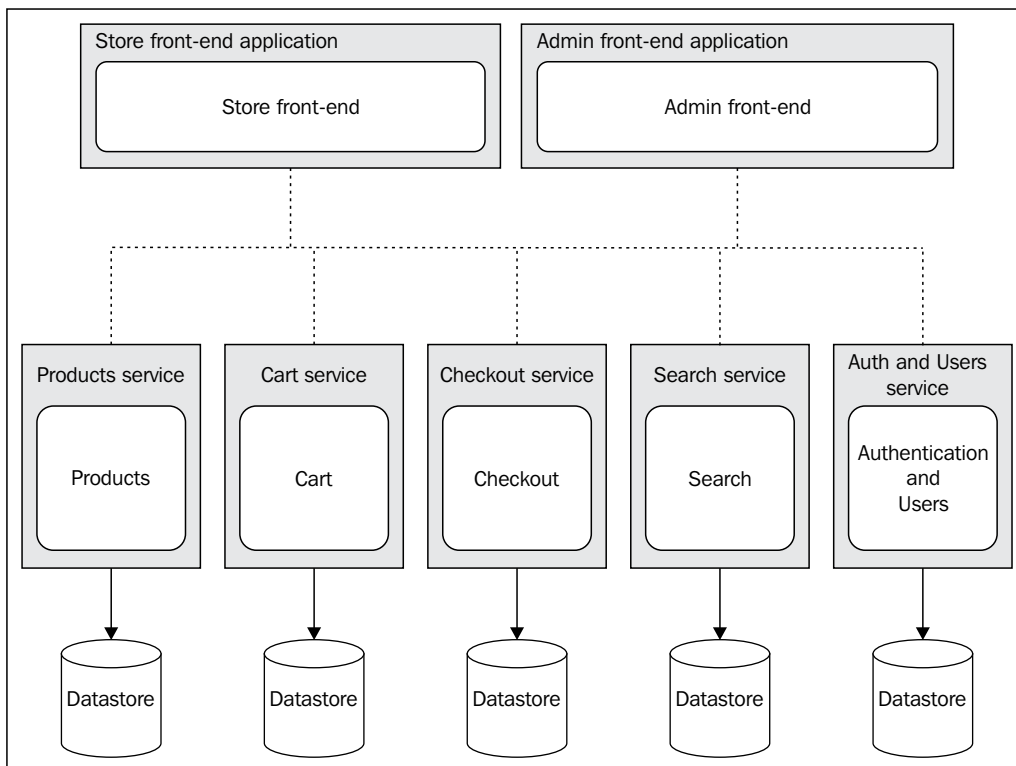 Store front-end application
Store front-end
Admin front-end application
Admin front-end
Products service
Products
Cart service
Cart
Checkout service
Checkout
Search service
Search
Auth and Users
service
Authentication
and
Users
Datastore
Datastore
Datastore
Datastore
Datastore